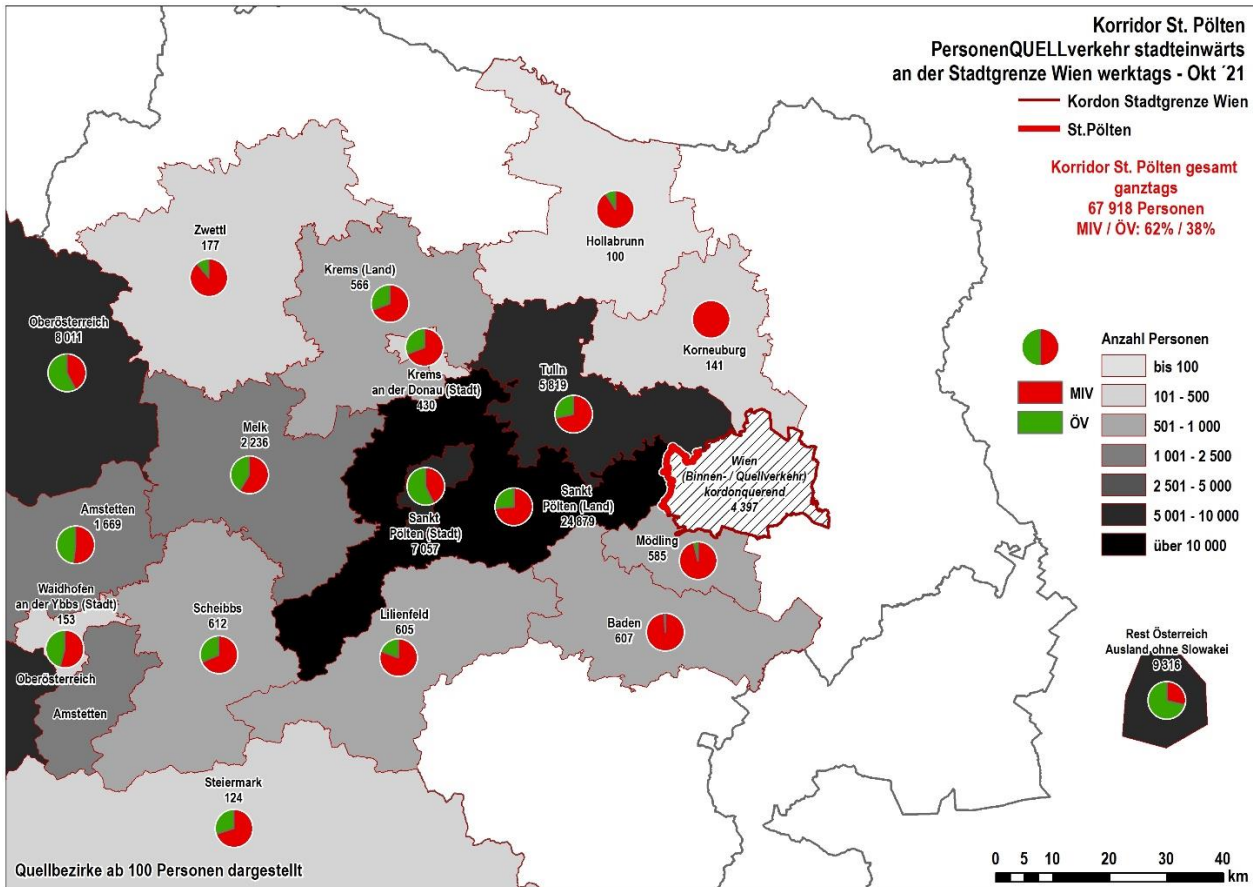 Korridor St. Pölten
PersonenQUELLverkehr stadteinwärts
an der Stadtgrenze Wien werktags - Okt ´21
Kordon Stadtgrenze Wien
St.Pölten
Korridor St. Pölten gesamt
ganztags
67 918 Personen
MIV / ÖV: 62% / 38%
Zwettl
177
Hollabrunn
100
Krems (Land)
566
Oberösterreich
8 011
Korneuburg
141
Krems
an der Donau (Stadt)
430
Tulln
5 819
Melk
2 236
Wien
(Binnen- / Quellverkehr)
kordonquerend
4 397
Sankt
Pölten (Stadt)
7 057
Sankt
Pölten (Land)
24 879
Amstetten
1 669
Mödling
585
Waidhofen
an der Ybbs (Stadt)
153
Scheibbs
612
Lilienfeld
605
Baden
607
Oberösterreich
Amstetten
Steiermark
124
MIV
ÖV
Anzahl Personen
bis 100
101 - 500
501 - 1 000
1 001 - 2 500
2 501 - 5 000
5 001 - 10 000
über 10 000
Rest Österreich
Ausland ohne Slowakei
9 316
Quellbezirke ab 100 Personen dargestellt
0 5 10 20 30 40
km